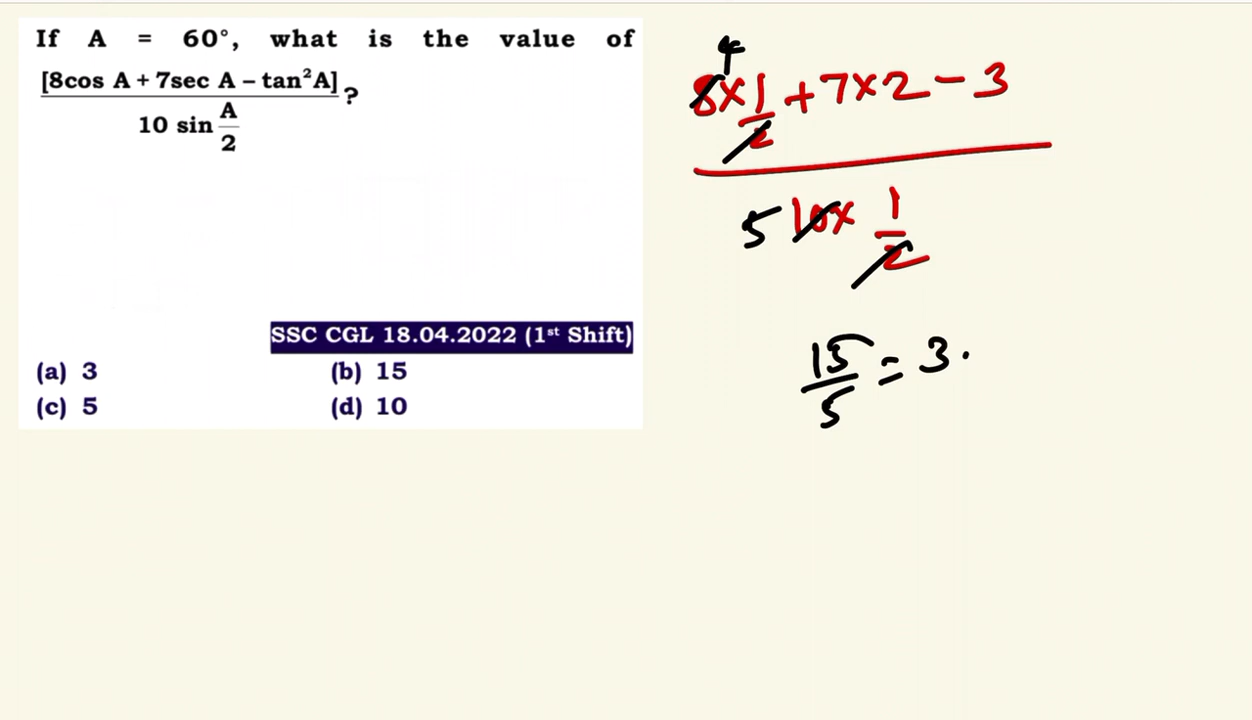 If A = 60°, what is the value of
[8cos A + 7sec A – tan²A]
10 sin A/2 ?
SSC CGL 18.04.2022 (1st Shift)
(a) 3 (b) 15
(c) 5 (d) 10
4
8×1/2 + 7×2 – 3
5 10× 1/2
15/5 = 3.